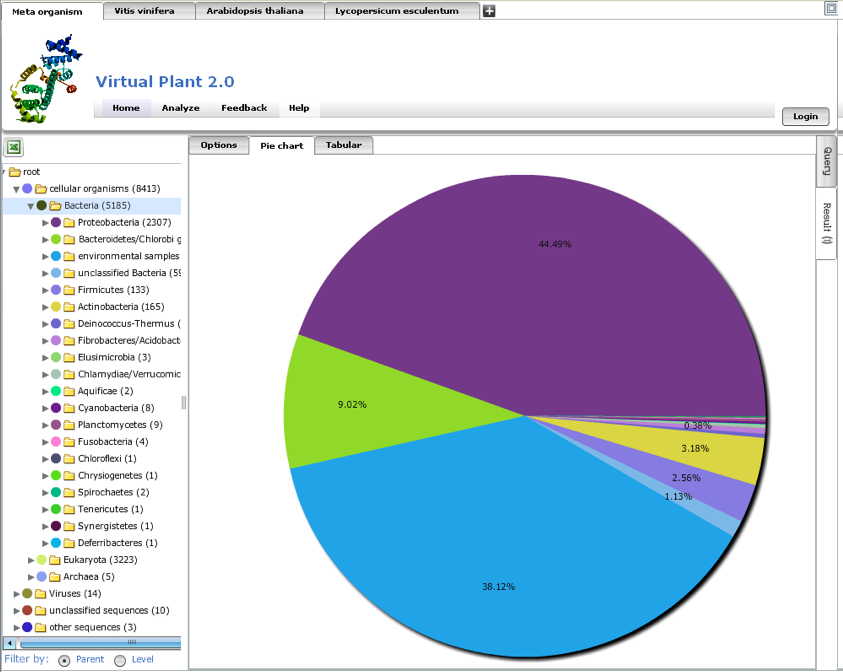 Meta organism
Vitis vinifera
Arabidopsis thaliana
Lycopersicum esculentum
Virtual Plant 2.0
Home
Analyze
Feedback
Help
Login
Options
Pie chart
Tabular
Query
Result (i)
root
cellular organisms (8413)
Bacteria (5185)
Proteobacteria (2307)
Bacteroidetes/Chlorobi g
environmental samples
unclassified Bacteria (59
Firmicutes (133)
Actinobacteria (165)
Deinococcus-Thermus (
Fibrobacteres/Acidobact
Elusimicrobia (3)
Chlamydiae/Verrucomic
Aquificae (2)
Cyanobacteria (8)
Planctomycetes (9)
Fusobacteria (4)
Chloroflexi (1)
Chrysiogenetes (1)
Spirochaetes (2)
Tenericutes (1)
Synergistetes (1)
Deferribacteres (1)
Eukaryota (3223)
Archaea (5)
Viruses (14)
unclassified sequences (10)
other sequences (3)
Filter by:
Parent
Level
44.49%
9.02%
0.38%
3.18%
2.56%
1.13%
38.12%